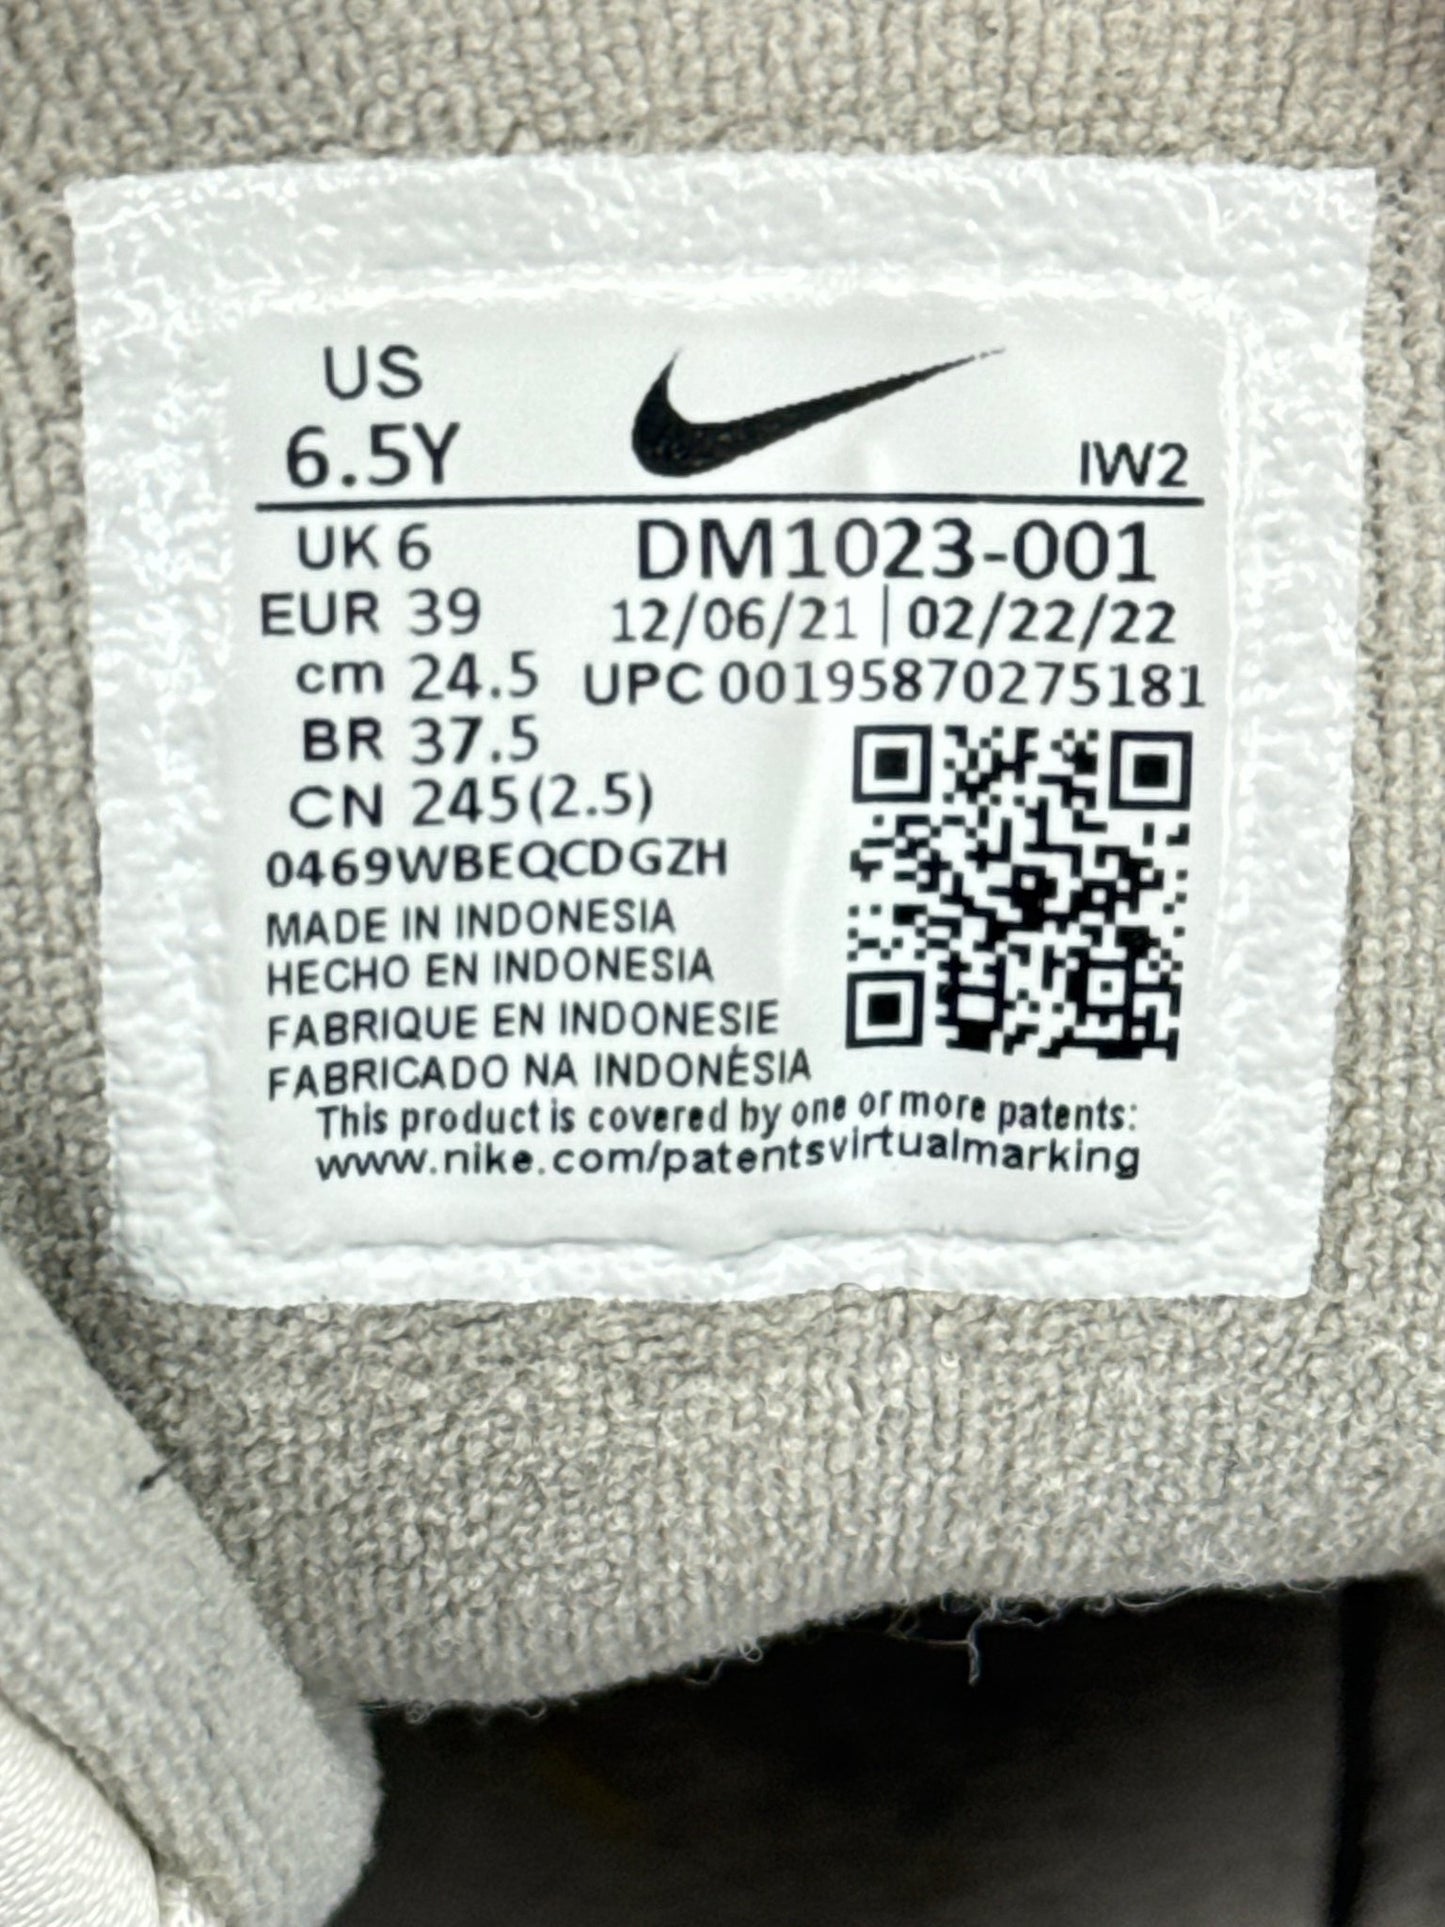 US
6.5Y
IW2
UK 6
DM1023-001
EUR 39
12/06/21 | 02/22/22
cm 24.5
UPC 00195870275181
BR 37.5
CN 245(2.5)
0469WBEQCDGZH
MADE IN INDONESIA
HECHO EN INDONESIA
FABRIQUE EN INDONESIE
FABRICADO NA INDONÉSIA
This product is covered by one or more patents:
www.nike.com/patentsvirtualmarking